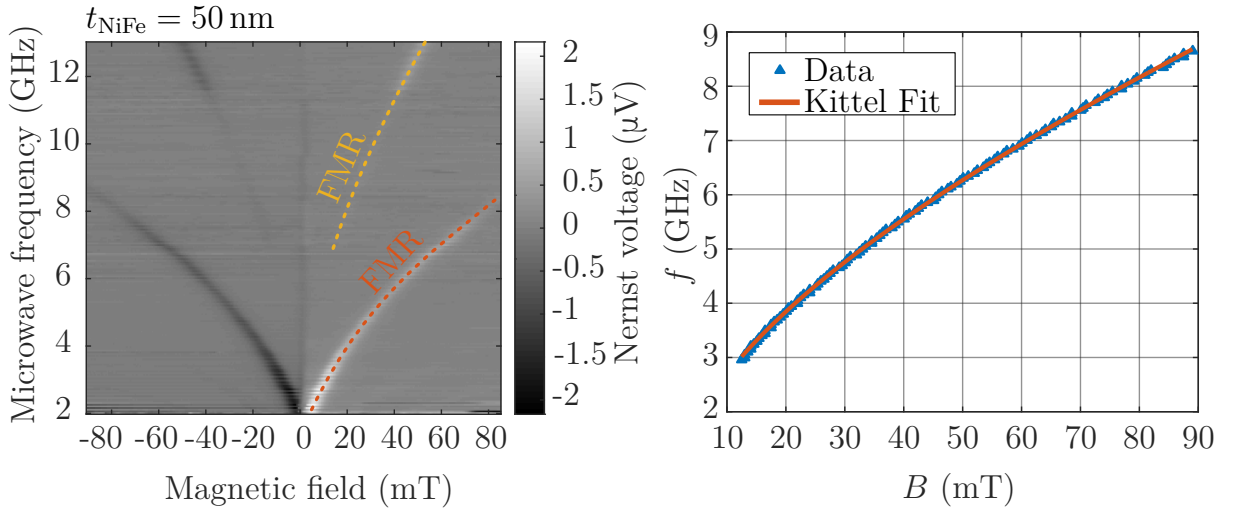 t_NiFe = 50 nm
Microwave frequency (GHz)
12
10
8
6
4
2
FMR
FMR
-80 -60 -40 -20 0 20 40 60 80
Magnetic field (mT)
2
1.5
1
0.5
0
-0.5
-1
-1.5
-2
Nernst voltage (µV)
Data
Kittel Fit
f (GHz)
9
8
7
6
5
4
3
2
10 20 30 40 50 60 70 80 90
B (mT)